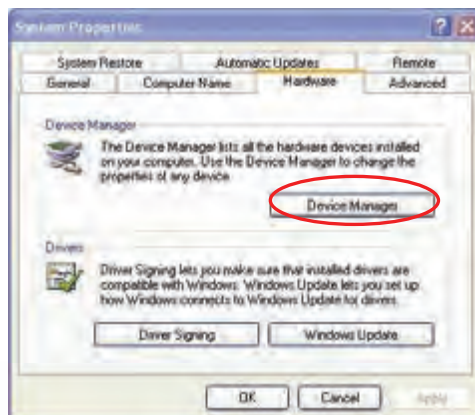 System Properties
System Restore Automatic Updates Remote
General Computer Name Hardware Advanced
Device Manager
The Device Manager lists all the hardware devices installed
on your computer. Use the Device Manager to change the
properties of any device.
Device Manager
Drivers
Driver Signing lets you make sure that installed drivers are
compatible with Windows. Windows Update lets you set up
how Windows connects to Windows Update for drivers.
Driver Signing Windows Update
OK Cancel Apply